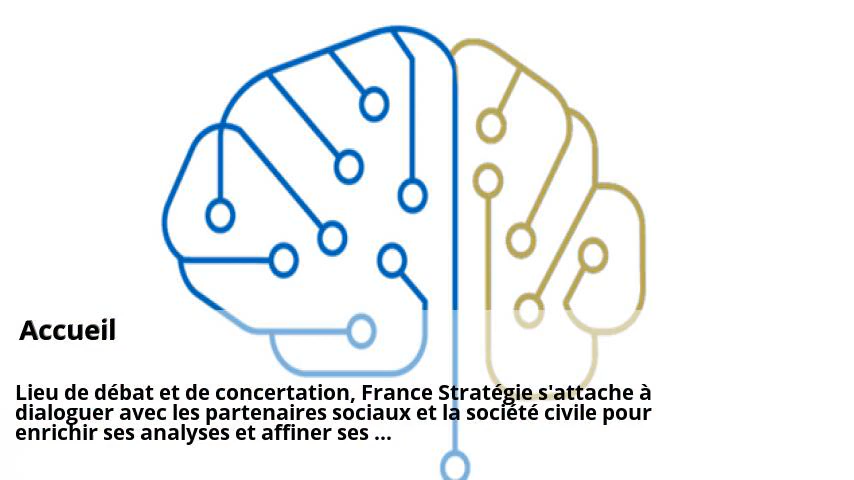 Accueil
Lieu de débat et de concertation, France Stratégie s'attache à
dialoguer avec les partenaires sociaux et la société civile pour
enrichir ses analyses et affiner ses ...